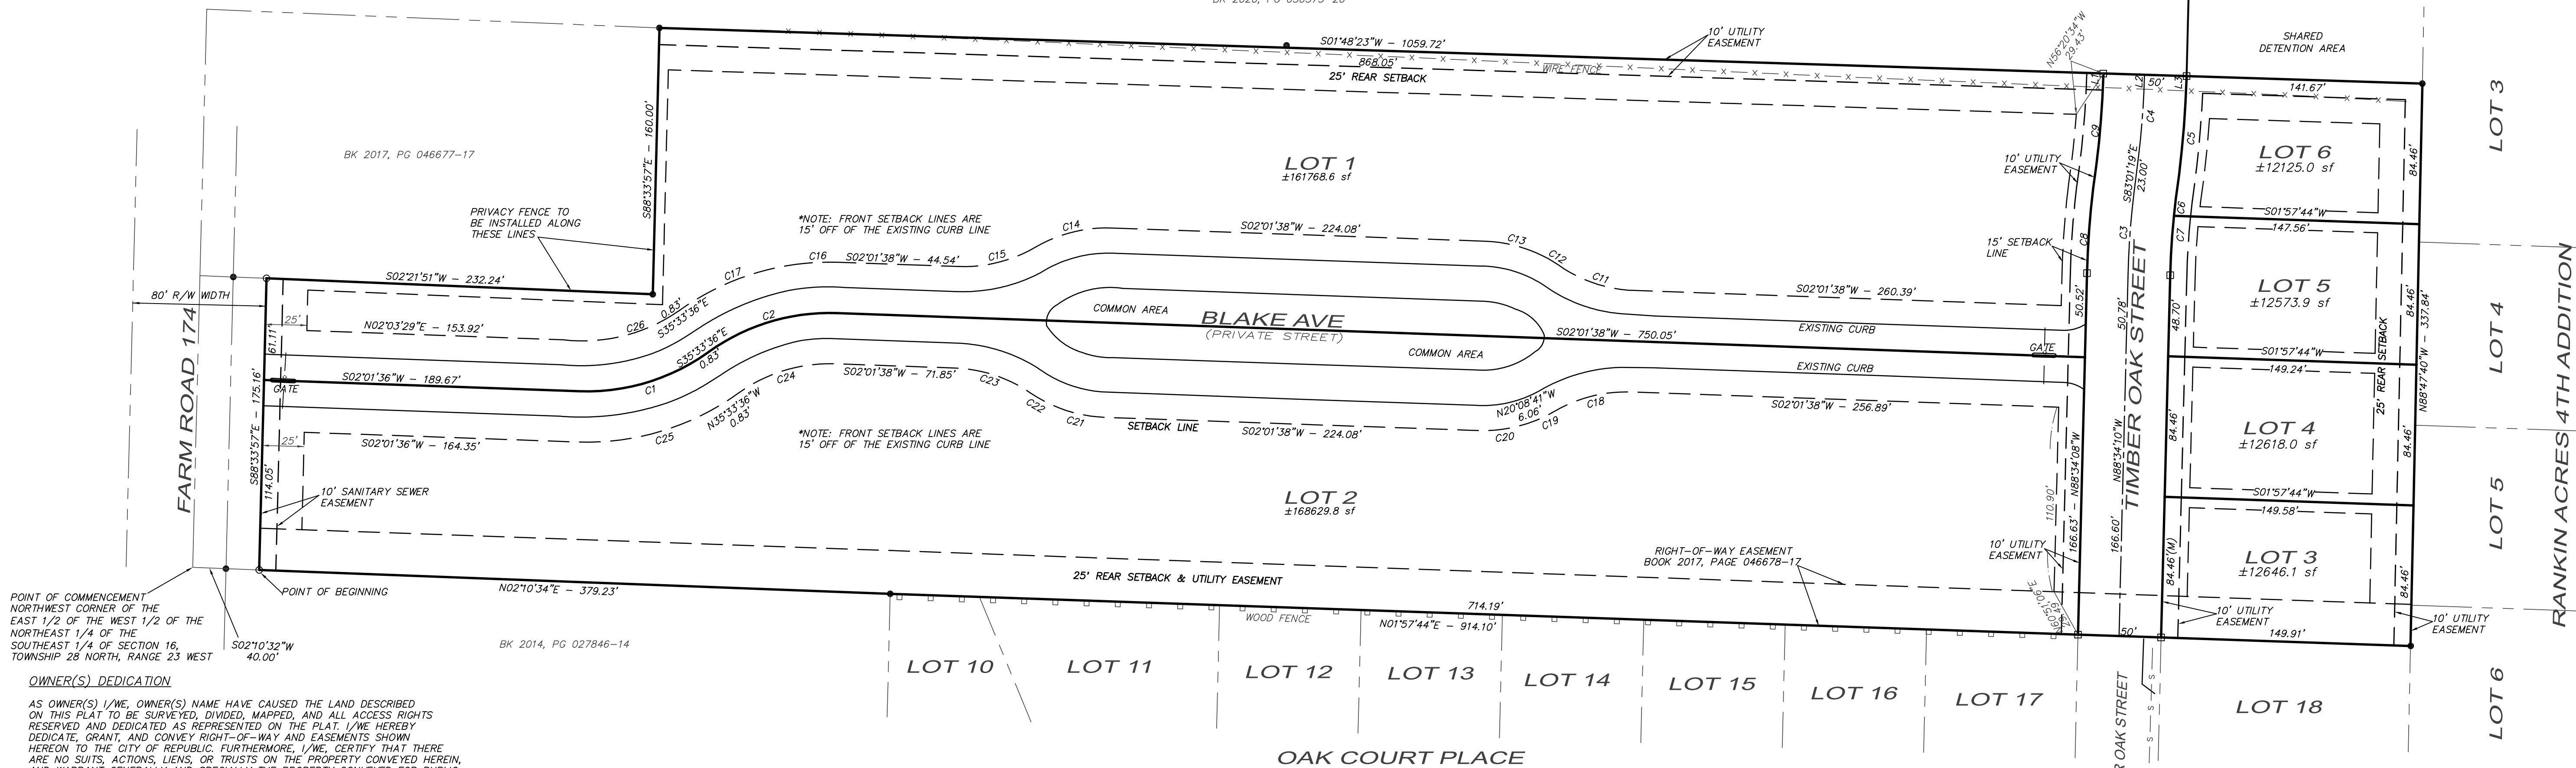 S01°48'23"W - 1059.72'
868.05'
25' REAR SETBACK
10' UTILITY
EASEMENT
WIRE FENCE
N56°20'34"W
29.43'
SHARED
DETENTION AREA
L1
L2
50'
L3
141.67'
LOT 3
BK 2017, PG 046677-17
S88°33'57"E - 160.00'
LOT 1
±161768.6 sf
C9
C4
C5
S83°01'19"E
23.00'
10' UTILITY
EASEMENT
LOT 6
±12125.0 sf
84.46'
PRIVACY FENCE TO
BE INSTALLED ALONG
THESE LINES
*NOTE: FRONT SETBACK LINES ARE
15' OFF OF THE EXISTING CURB LINE
C14
S02°01'38"W - 224.08'
C13
C12
C11
C8
C3
C6
C7
S01°57'44"W
147.56'
15' SETBACK
LINE
S02°21'51"W - 232.24'
C17
C16
S02°01'38"W - 44.54'
C15
S02°01'38"W - 260.39'
LOT 5
±12573.9 sf
84.46'
80' R/W WIDTH
25'
N02°03'29"E - 153.92'
C26
0.83'
S35°33'36"E
61.11'
COMMON AREA
BLAKE AVE
(PRIVATE STREET)
COMMON AREA
EXISTING CURB
S02°01'38"W - 750.05'
GATE
50.52'
50.78'
48.70'
TIMBER OAK STREET
S01°57'44"W
149.24'
25' REAR SETBACK
N88°47'40"W - 337.84'
LOT 4
RANKIN ACRES 4TH ADDITION
FARM ROAD 174
GATE
S02°01'36"W - 189.67'
C1
S35°33'36"E
0.83'
C2
S88°33'57"E - 175.16'
114.05'
25'
S02°01'36"W - 164.35'
C25
N35°33'36"W
0.83'
C24
S02°01'38"W - 71.85'
C23
C22
C21
SETBACK LINE
S02°01'38"W - 224.08'
N20°08'41"W
6.06'
C20
C19
C18
EXISTING CURB
S02°01'38"W - 256.89'
*NOTE: FRONT SETBACK LINES ARE
15' OFF OF THE EXISTING CURB LINE
LOT 4
±12618.0 sf
84.46'
84.46'
N88°34'10"W
166.60'
166.63' - N88°34'08"W
S01°57'44"W
149.58'
LOT 5
10' SANITARY SEWER
EASEMENT
LOT 2
±168629.8 sf
110.90'
10' UTILITY
EASEMENT
RIGHT-OF-WAY EASEMENT
BOOK 2017, PAGE 046678-17
84.46'(M)
LOT 3
±12646.1 sf
84.46'
25' REAR SETBACK & UTILITY EASEMENT
POINT OF BEGINNING
N02°10'34"E - 379.23'
714.19'
WOOD FENCE
N01°57'44"E - 914.10'
50'
149.91'
10' UTILITY
EASEMENT
10' UTILITY
EASEMENT
POINT OF COMMENCEMENT
NORTHWEST CORNER OF THE
EAST 1/2 OF THE WEST 1/2 OF THE
NORTHEAST 1/4 OF THE
SOUTHEAST 1/4 OF SECTION 16,
TOWNSHIP 28 NORTH, RANGE 23 WEST
S02°10'32"W
40.00'
BK 2014, PG 027846-14
LOT 10
LOT 11
LOT 12
LOT 13
LOT 14
LOT 15
LOT 16
LOT 17
LOT 18
LOT 6
OAK COURT PLACE
OAK STREET
OWNER(S) DEDICATION
AS OWNER(S) I/WE, OWNER(S) NAME HAVE CAUSED THE LAND DESCRIBED
ON THIS PLAT TO BE SURVEYED, DIVIDED, MAPPED, AND ALL ACCESS RIGHTS
RESERVED AND DEDICATED AS REPRESENTED ON THE PLAT. I/WE HEREBY
DEDICATE, GRANT, AND CONVEY RIGHT-OF-WAY AND EASEMENTS SHOWN
HEREON TO THE CITY OF REPUBLIC. FURTHERMORE, I/WE, CERTIFY THAT THERE
ARE NO SUITS, ACTIONS, LIENS, OR TRUSTS ON THE PROPERTY CONVEYED HEREIN,